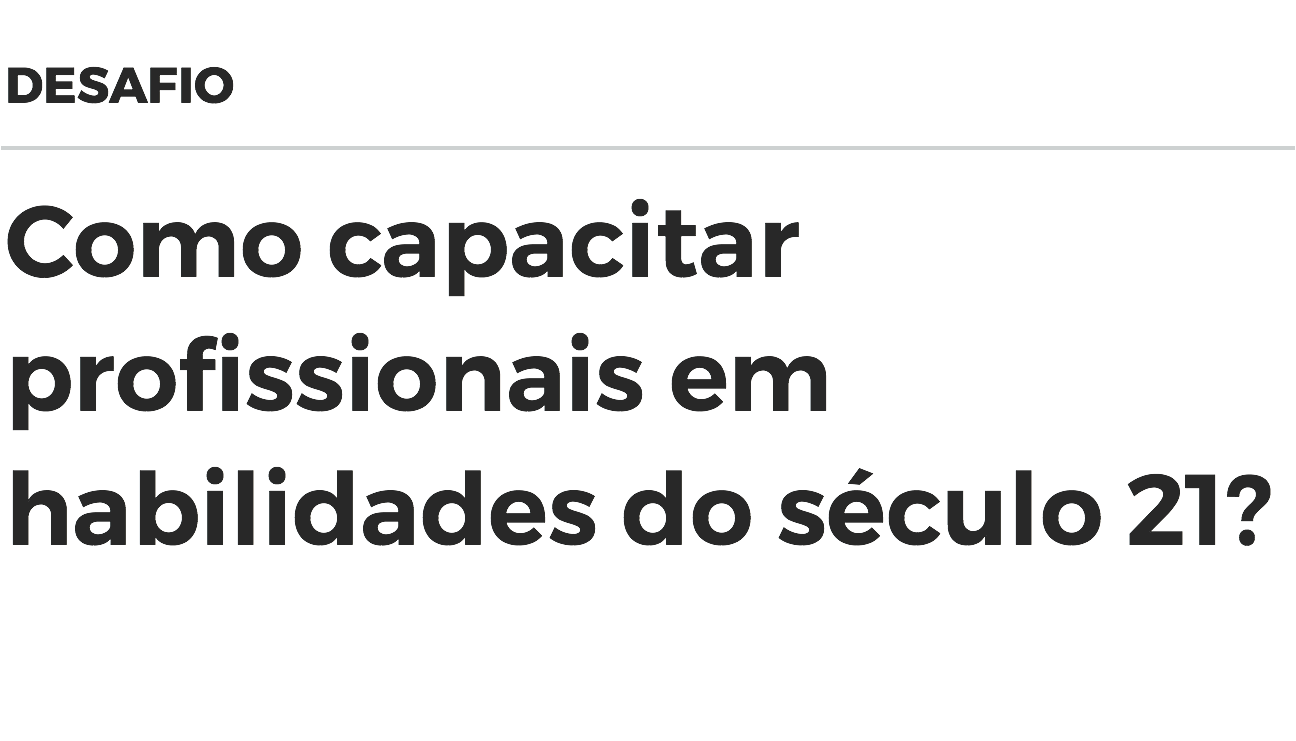 DESAFIO
Como capacitar
profissionais em
habilidades do século 21?